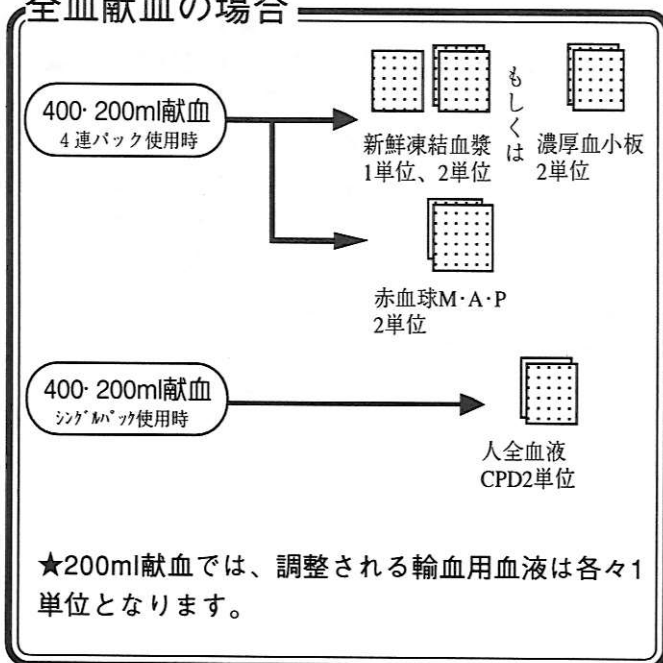 全血献血の場合
400·200ml献血
4連パック使用時
新鮮凍結血漿
1単位、2単位
もしくは
濃厚血小板
2単位
赤血球M·A·P
2単位
400·200ml献血
ｼﾝｸﾞﾙﾊﾟｯｸ使用時
人全血液
CPD2単位
★200ml献血では、調整される輸血用血液は各々1
単位となります。